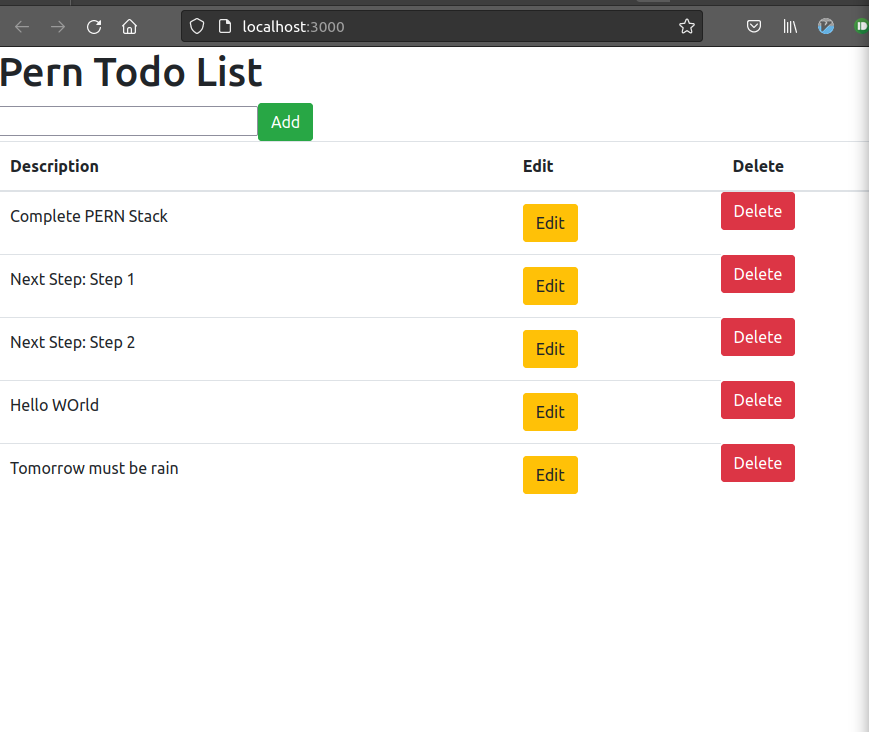 localhost:3000
Pern Todo List
Add
Description Edit Delete
Complete PERN Stack Edit Delete
Next Step: Step 1 Edit Delete
Next Step: Step 2 Edit Delete
Hello WOrld Edit Delete
Tomorrow must be rain Edit Delete